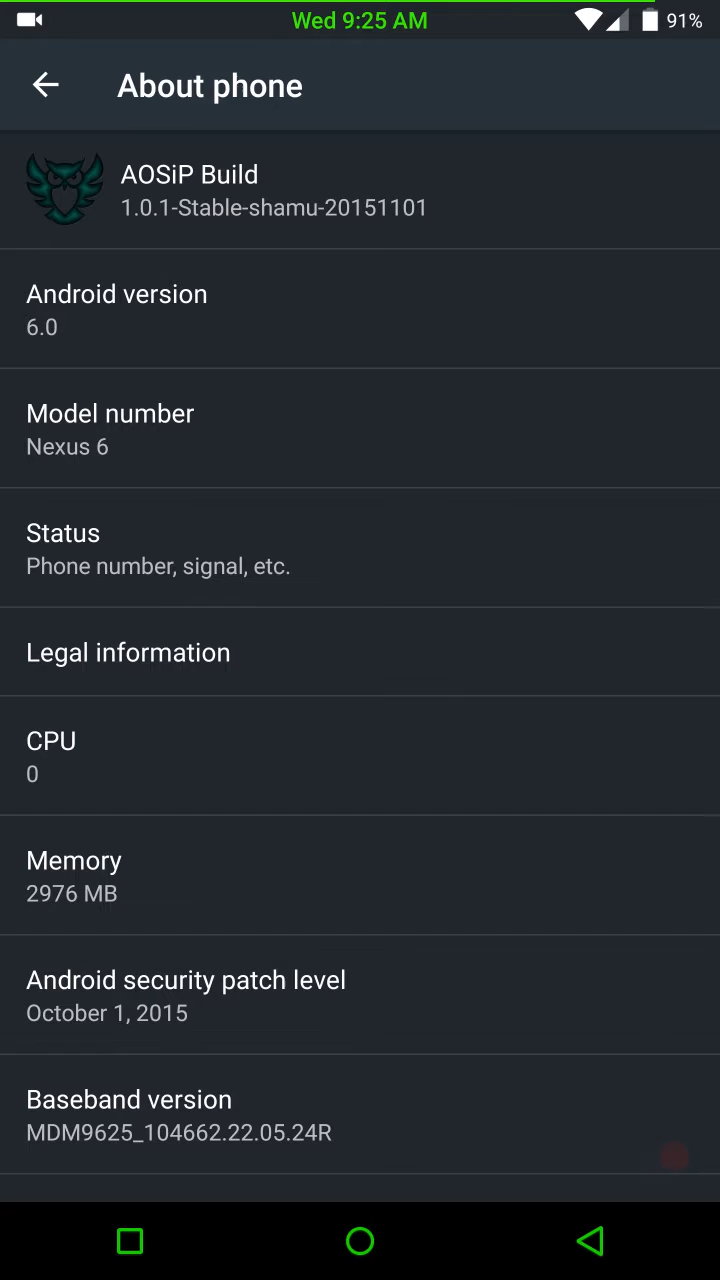 Wed 9:25 AM
91%
About phone
AOSiP Build
1.0.1-Stable-shamu-20151101
Android version
6.0
Model number
Nexus 6
Status
Phone number, signal, etc.
Legal information
CPU
0
Memory
2976 MB
Android security patch level
October 1, 2015
Baseband version
MDM9625_104662.22.05.24R